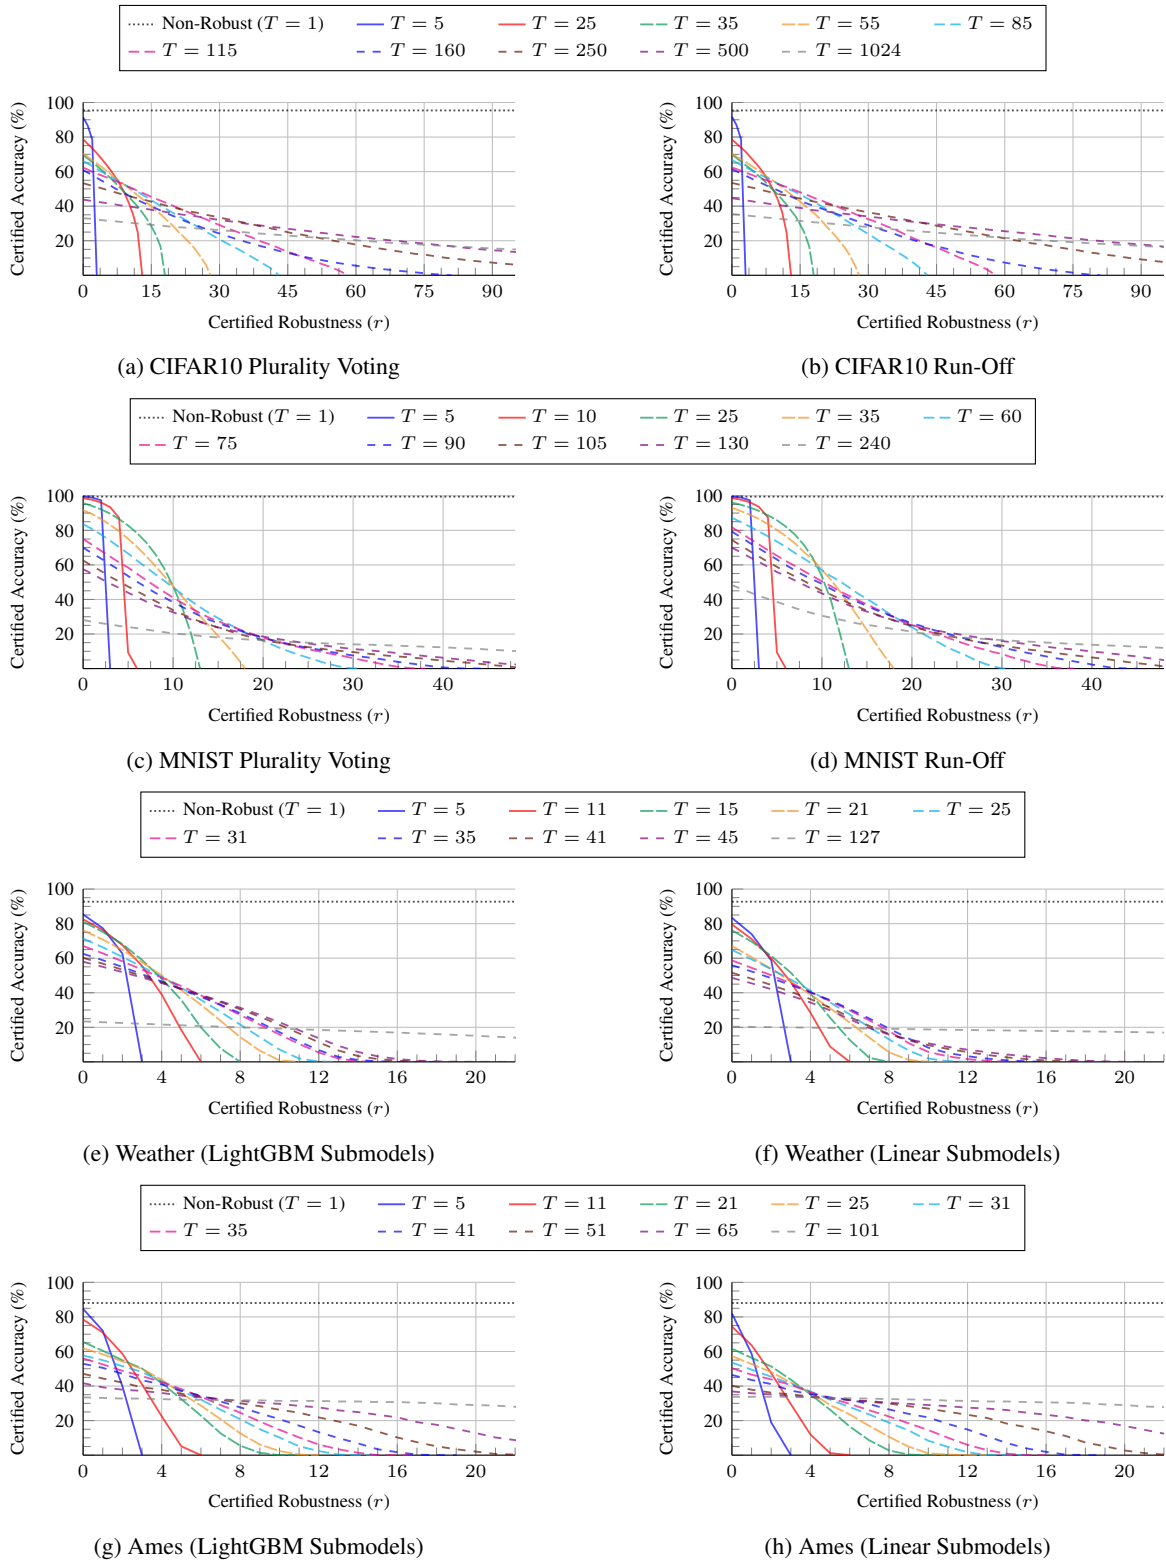 Non-Robust (T = 1) T = 5 T = 25 T = 35 T = 55 T = 85
T = 115 T = 160 T = 250 T = 500 T = 1024
100
80
60
40
20
0 15 30 45 60 75 90
Certified Accuracy (%)
Certified Robustness (r)
100
80
60
40
20
0 15 30 45 60 75 90
Certified Accuracy (%)
Certified Robustness (r)
(a) CIFAR10 Plurality Voting
(b) CIFAR10 Run-Off
Non-Robust (T = 1) T = 5 T = 10 T = 25 T = 35 T = 60
T = 75 T = 90 T = 105 T = 130 T = 240
100
80
60
40
20
0 10 20 30 40
Certified Accuracy (%)
Certified Robustness (r)
100
80
60
40
20
0 10 20 30 40
Certified Accuracy (%)
Certified Robustness (r)
(c) MNIST Plurality Voting
(d) MNIST Run-Off
Non-Robust (T = 1) T = 5 T = 11 T = 15 T = 21 T = 25
T = 31 T = 35 T = 41 T = 45 T = 127
100
80
60
40
20
0 4 8 12 16 20
Certified Accuracy (%)
Certified Robustness (r)
100
80
60
40
20
0 4 8 12 16 20
Certified Accuracy (%)
Certified Robustness (r)
(e) Weather (LightGBM Submodels)
(f) Weather (Linear Submodels)
Non-Robust (T = 1) T = 5 T = 11 T = 21 T = 25 T = 31
T = 35 T = 41 T = 51 T = 65 T = 101
100
80
60
40
20
0 4 8 12 16 20
Certified Accuracy (%)
Certified Robustness (r)
100
80
60
40
20
0 4 8 12 16 20
Certified Accuracy (%)
Certified Robustness (r)
(g) Ames (LightGBM Submodels)
(h) Ames (Linear Submodels)